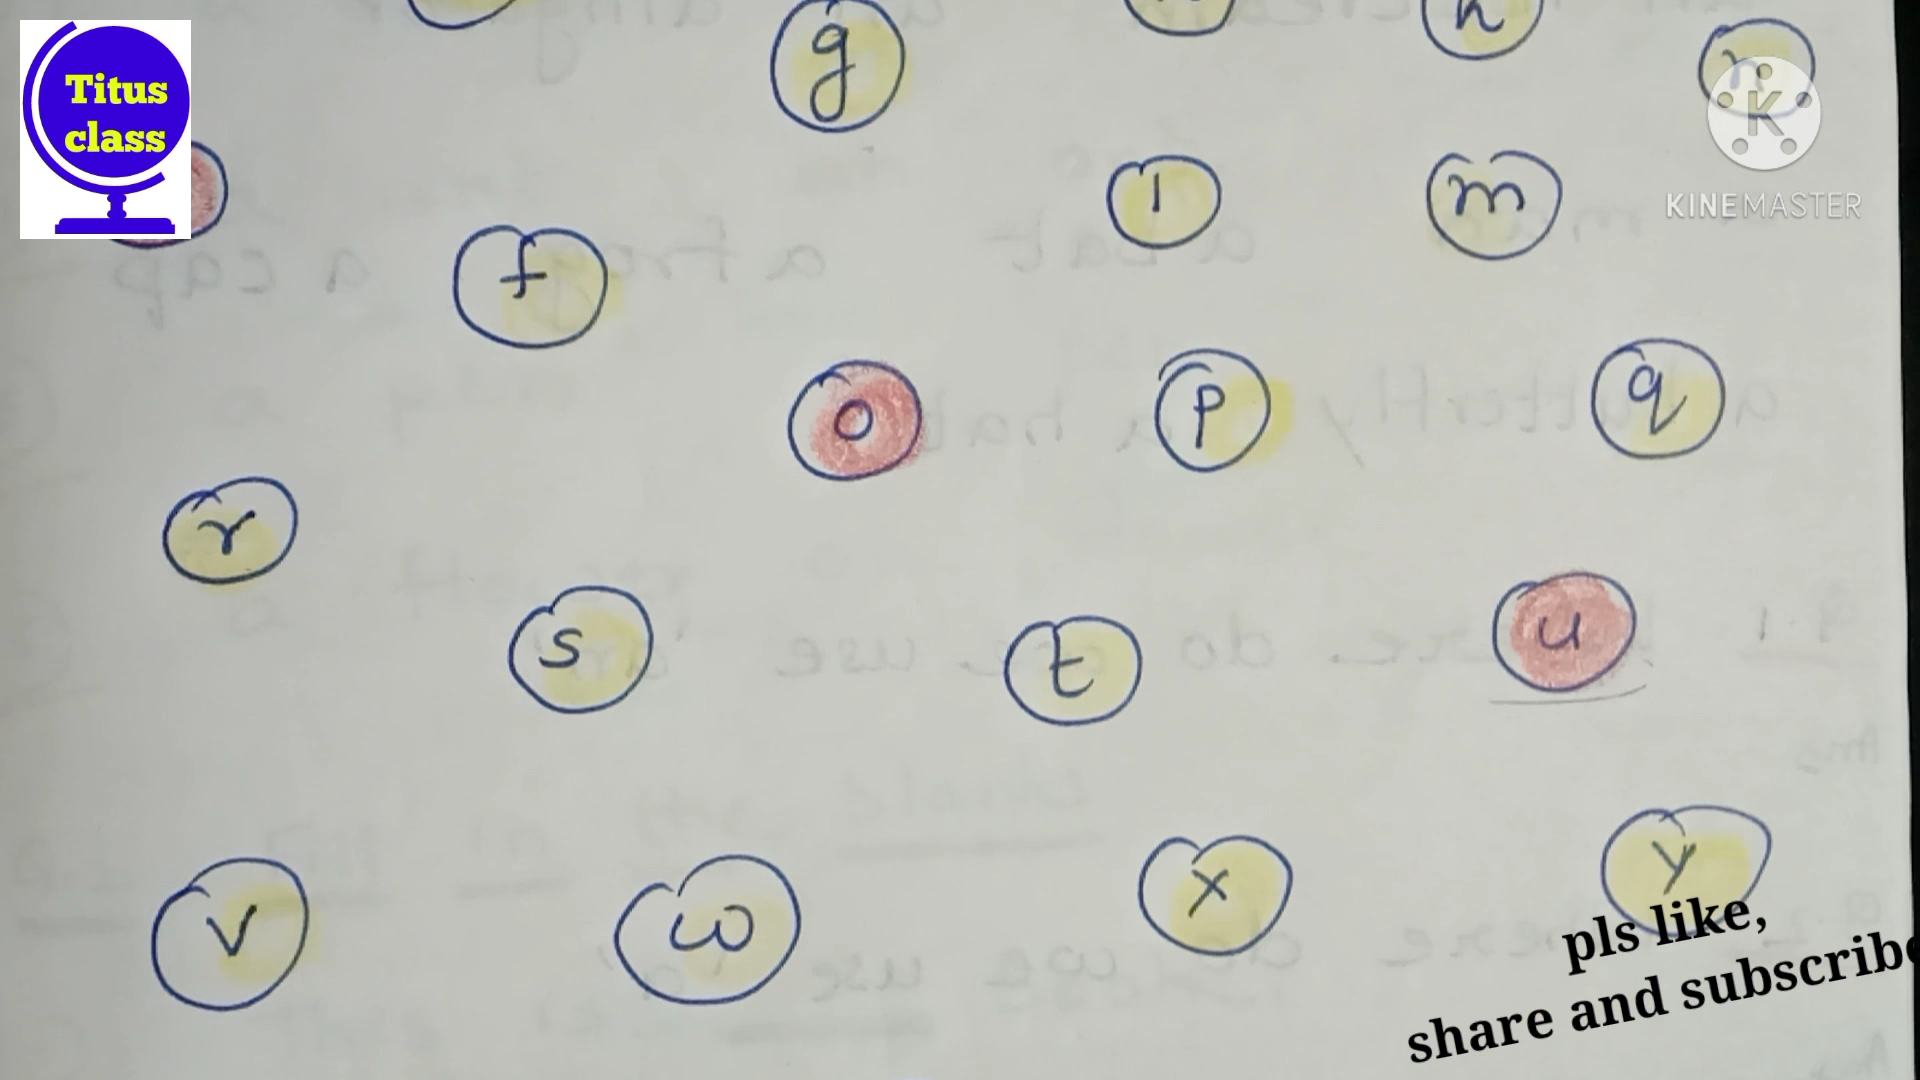 Titus
class
g
n
K
KINEMASTER
f
l
m
o
p
q
r
s
t
u
v
w
x
y
pls like,
share and subscribe